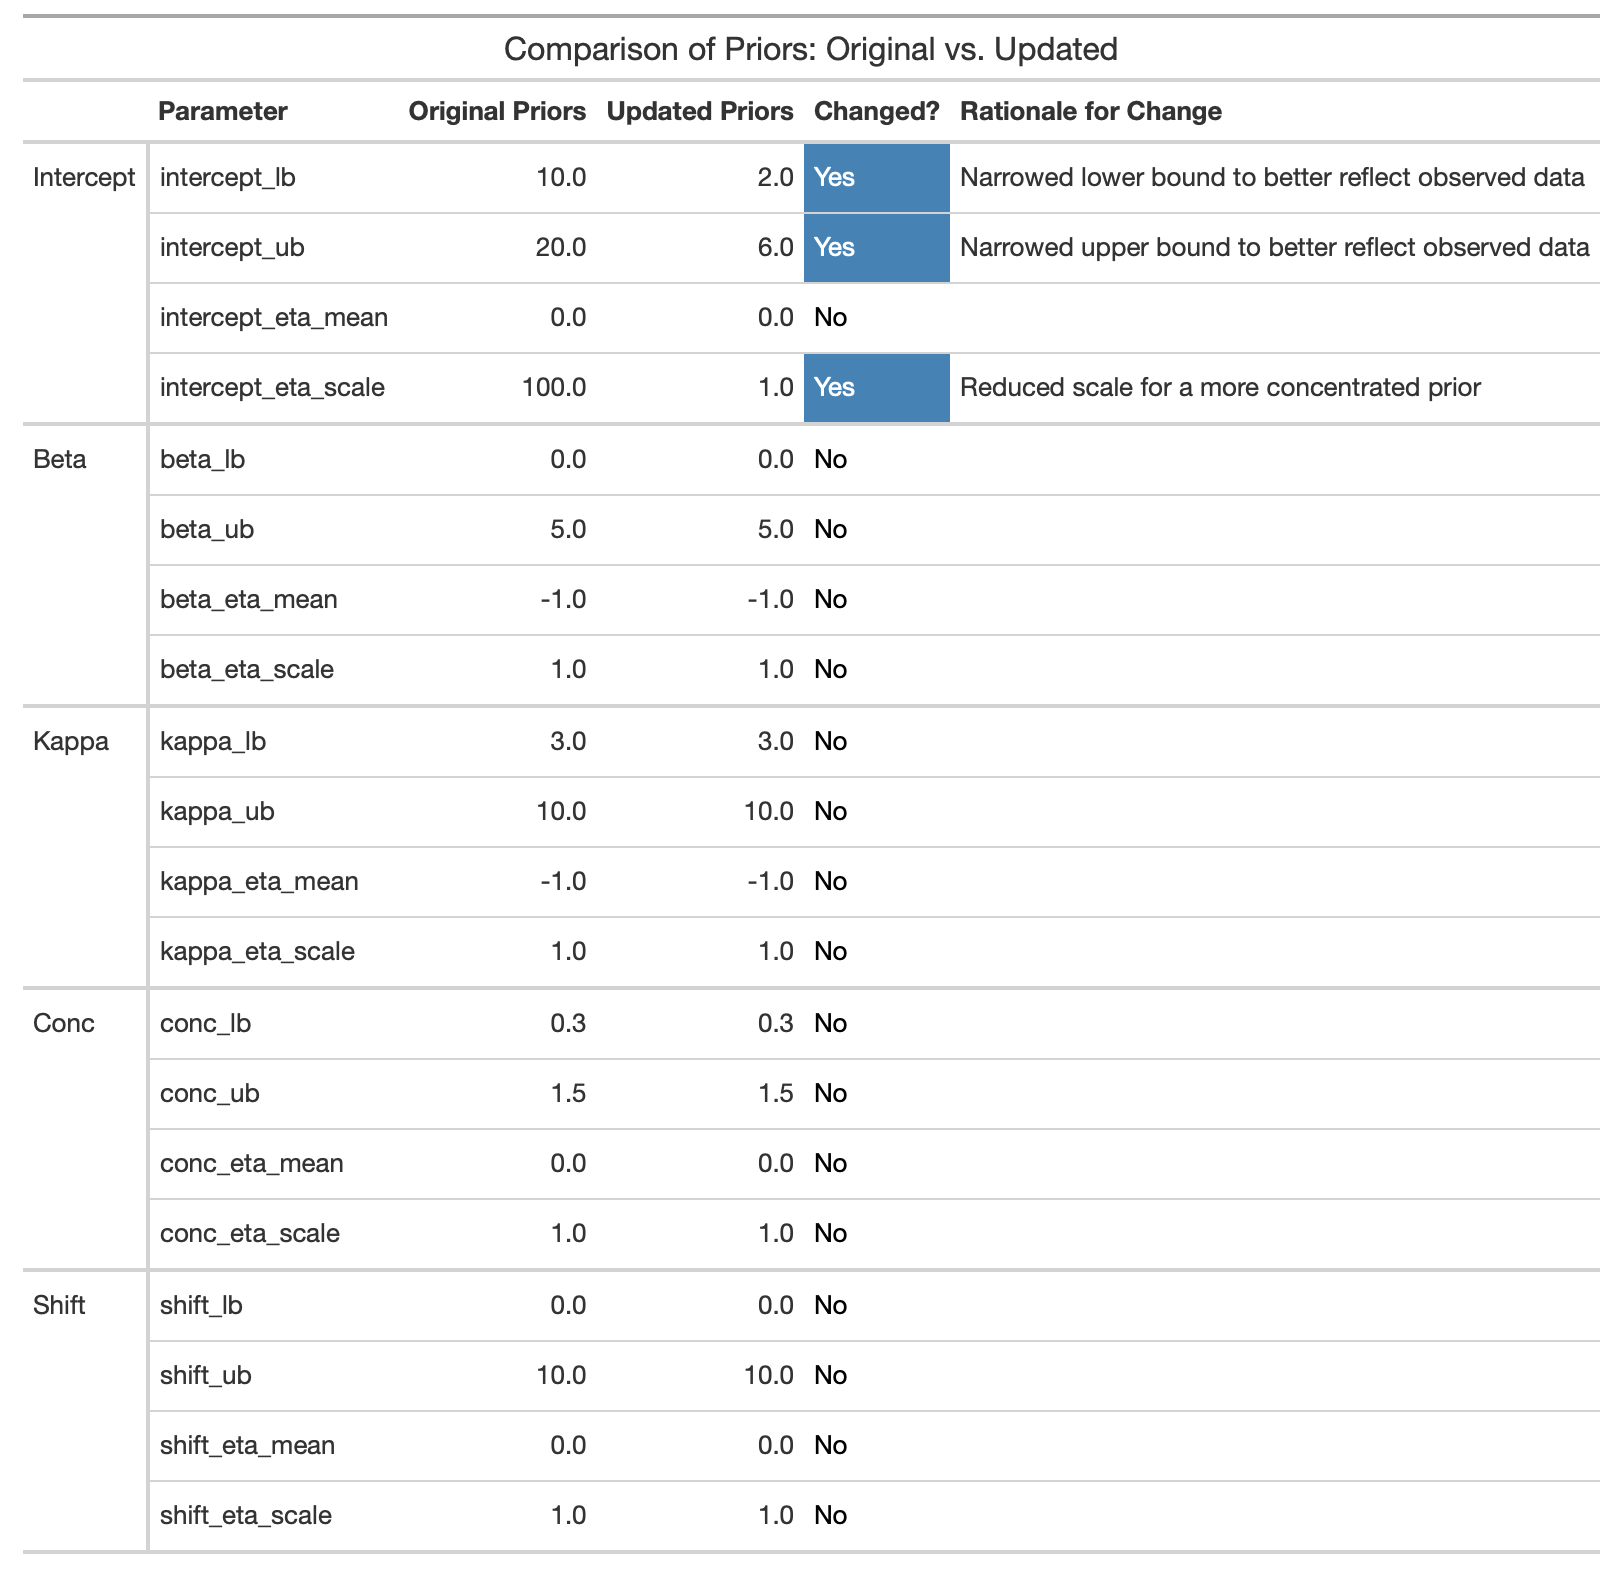 Comparison of Priors: Original vs. Updated
Parameter Original Priors Updated Priors Changed? Rationale for Change
Intercept intercept_lb 10.0 2.0 Yes Narrowed lower bound to better reflect observed data
intercept_ub 20.0 6.0 Yes Narrowed upper bound to better reflect observed data
intercept_eta_mean 0.0 0.0 No
intercept_eta_scale 100.0 1.0 Yes Reduced scale for a more concentrated prior
Beta beta_lb 0.0 0.0 No
beta_ub 5.0 5.0 No
beta_eta_mean -1.0 -1.0 No
beta_eta_scale 1.0 1.0 No
Kappa kappa_lb 3.0 3.0 No
kappa_ub 10.0 10.0 No
kappa_eta_mean -1.0 -1.0 No
kappa_eta_scale 1.0 1.0 No
Conc conc_lb 0.3 0.3 No
conc_ub 1.5 1.5 No
conc_eta_mean 0.0 0.0 No
conc_eta_scale 1.0 1.0 No
Shift shift_lb 0.0 0.0 No
shift_ub 10.0 10.0 No
shift_eta_mean 0.0 0.0 No
shift_eta_scale 1.0 1.0 No